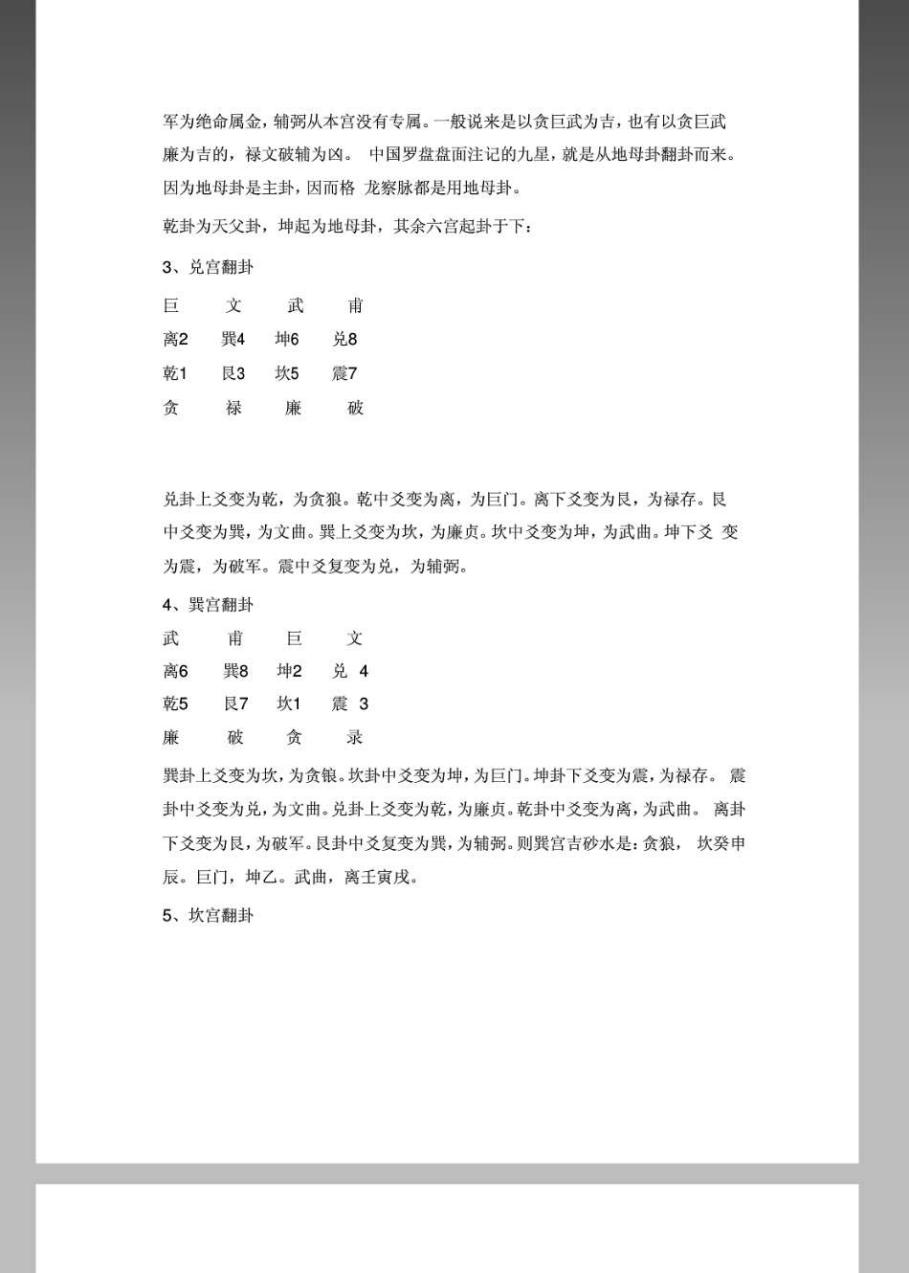 军为绝命属金，辅弼从本宫没有专属。一般说来是以贪巨武为吉，也有以贪巨武
廉为吉的，禄文破辅为凶。 中国罗盘盘面注记的九星，就是从地母卦翻卦而来。
因为地母卦是主卦，因而格 龙察脉都是用地母卦。
乾卦为天父卦，坤起为地母卦，其余六宫起卦于下：
3、兑宫翻卦
巨 文 武 甫
离2 巽4 坤6 兑8
乾1 艮3 坎5 震7
贪 禄 廉 破
兑卦上爻变为乾，为贪狼。乾中爻变为离，为巨门。离下爻变为艮，为禄存。艮
中爻变为巽，为文曲。巽上爻变为坎，为廉贞。坎中爻变为坤，为武曲。坤下爻 变
为震，为破军。震中爻复变为兑，为辅弼。
4、巽宫翻卦
武 甫 巨 文
离6 巽8 坤2 兑 4
乾5 艮7 坎1 震 3
廉 破 贪 录
巽卦上爻变为坎，为贪锒。坎卦中爻变为坤，为巨门。坤卦下爻变为震，为禄存。 震
卦中爻变为兑，为文曲。兑卦上爻变为乾，为廉贞。乾卦中爻变为离，为武曲。 离卦
下爻变为艮，为破军。艮卦中爻复变为巽，为辅弼。则巽宫吉砂水是：贪狼， 坎癸申
辰。巨门，坤乙。武曲，离壬寅戌。
5、坎宫翻卦